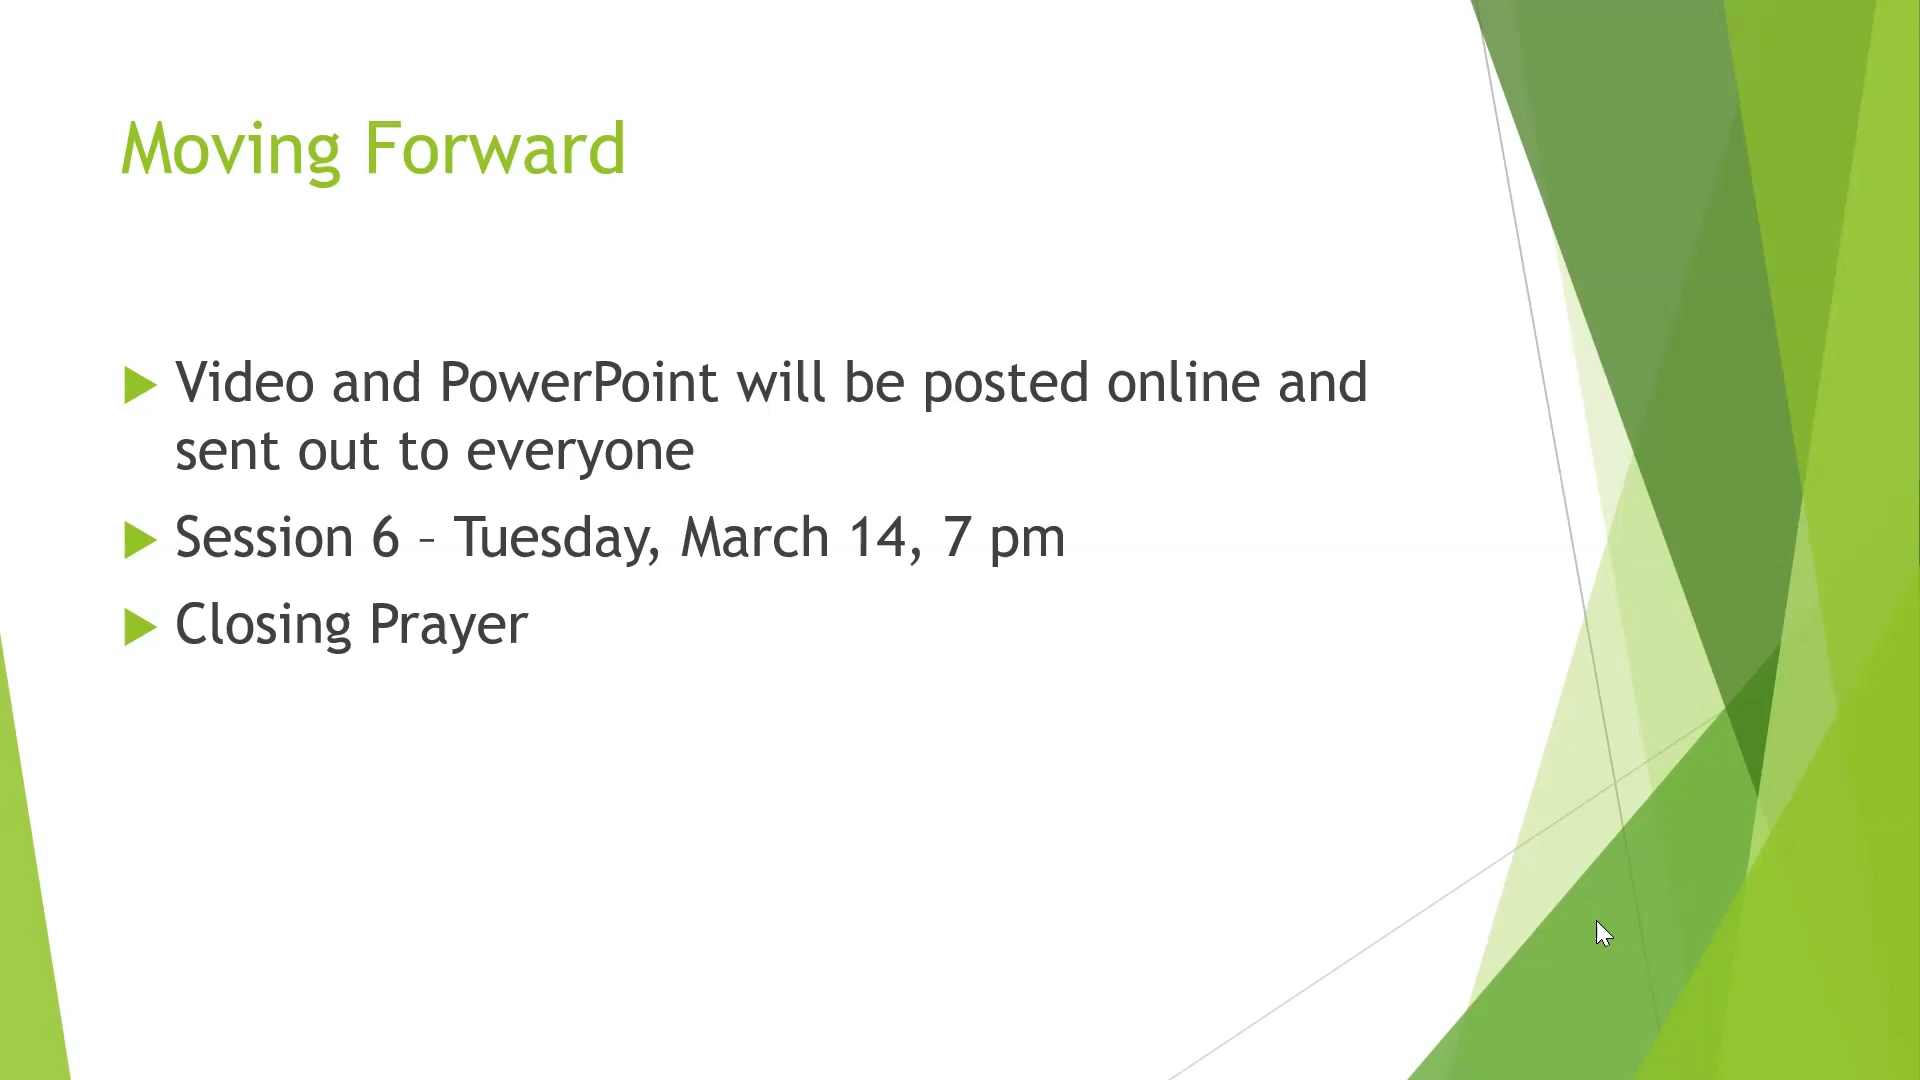 Moving Forward
Video and PowerPoint will be posted online and
sent out to everyone
Session 6 – Tuesday, March 14, 7 pm
Closing Prayer